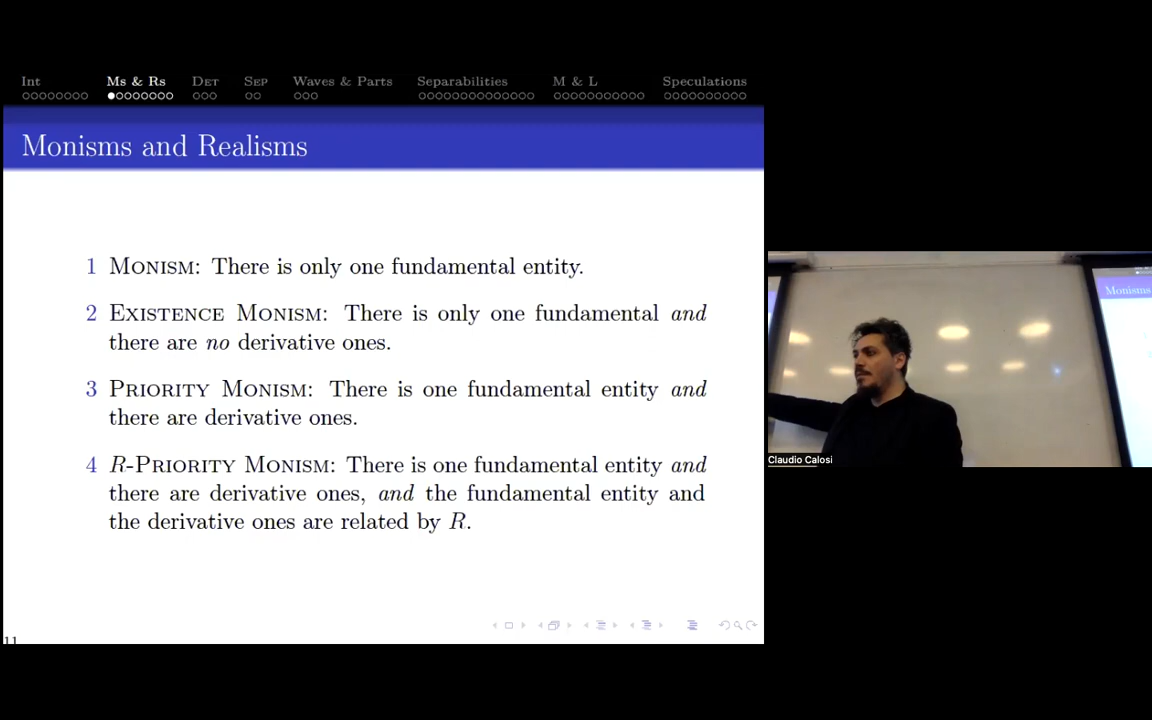 Int Ms & Rs Det Sep Waves & Parts Separabilities M & L Speculations
Monisms and Realisms
1 Monism: There is only one fundamental entity.
2 Existence Monism: There is only one fundamental and
there are no derivative ones.
3 Priority Monism: There is one fundamental entity and
there are derivative ones.
4 R-Priority Monism: There is one fundamental entity and
there are derivative ones, and the fundamental entity and
the derivative ones are related by R.
11
Monisms
Claudio Calosi